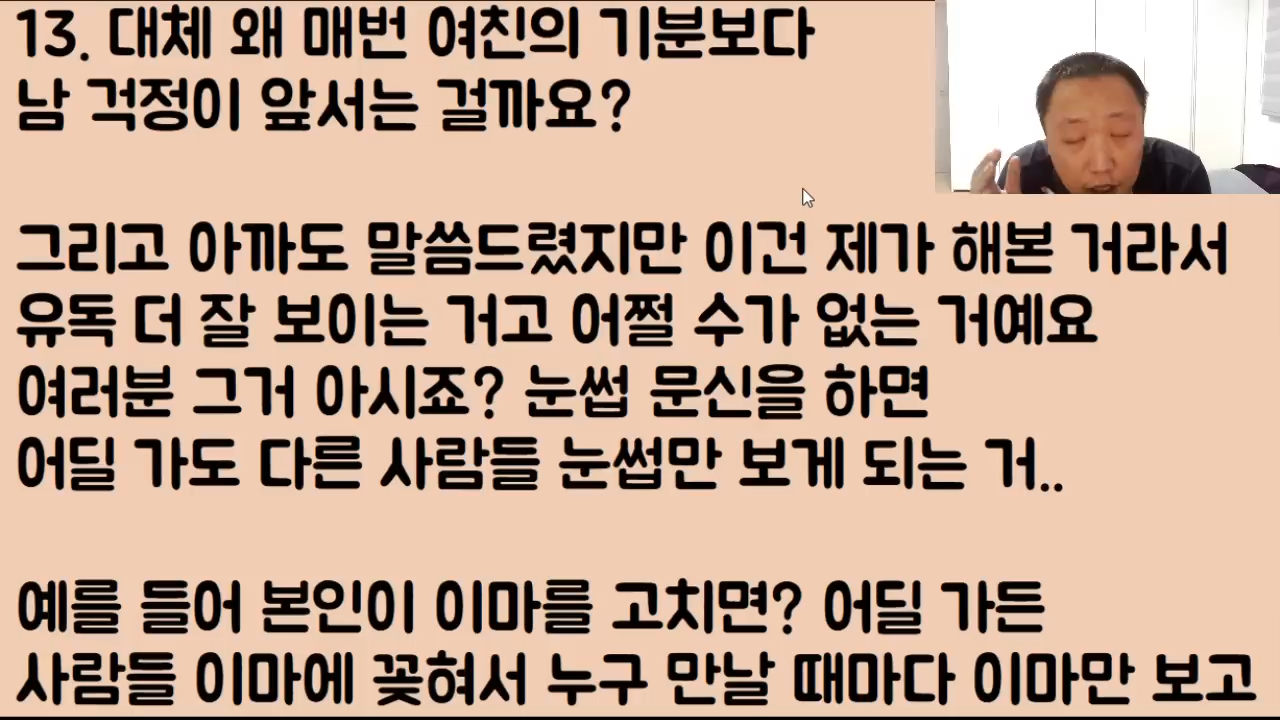 13. 대체 왜 매번 여친의 기분보다
남 걱정이 앞서는 걸까요?
그리고 아까도 말씀드렸지만 이건 제가 해본 거라서
유독 더 잘 보이는 거고 어쩔 수가 없는 거예요
여러분 그거 아시죠? 눈썹 문신을 하면
어딜 가도 다른 사람들 눈썹만 보게 되는 거..
예를 들어 본인이 이마를 고치면? 어딜 가든
사람들 이마에 꽂혀서 누구 만날 때마다 이마만 보고